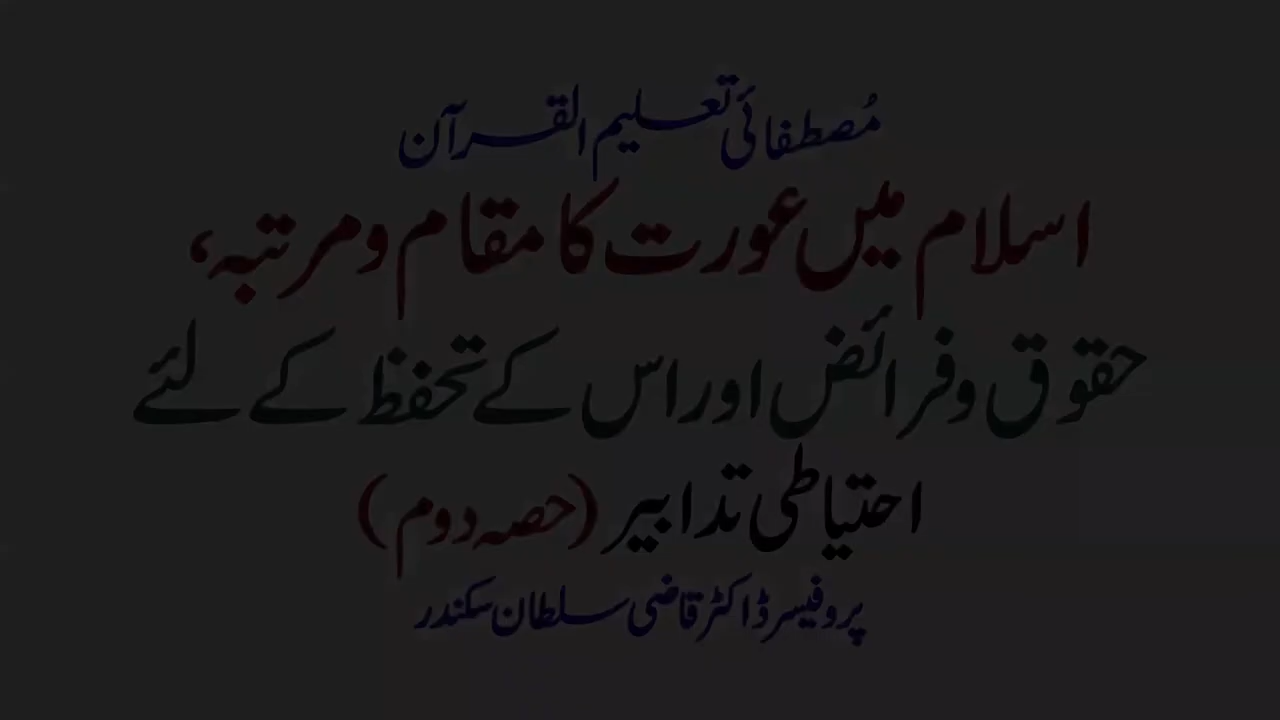 مُصطفائی تعلیم القرآن
اسلام میں عورت کا مقام و مرتبہ،
حقوق و فرائض اور اس کے تحفظ کے لئے
احتیاطی تدابیر (حصہ دوم)
پروفیسر ڈاکٹر قاضی سلطان سکندر